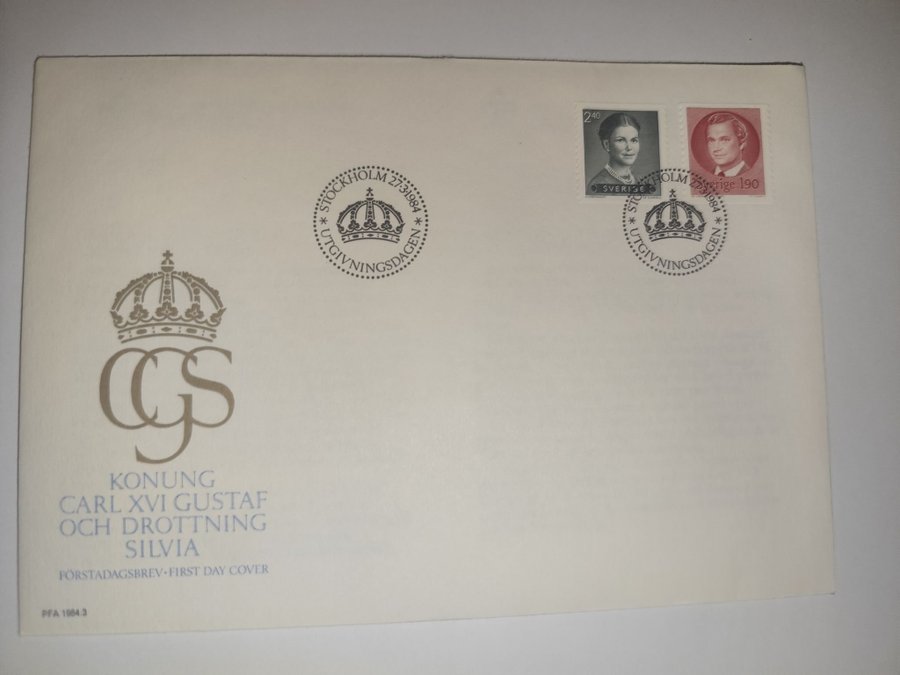 2.40
SVERIGE
Sverige 1.90
* STOCKHOLM 27.3.1984 *
UTGIVNINGSDAGEN
* STOCKHOLM 27.3.1984 *
UTGIVNINGSDAGEN
CGS
KONUNG
CARL XVI GUSTAF
OCH DROTTNING
SILVIA
FÖRSTADAGSBREV · FIRST DAY COVER
PFA 1984.3